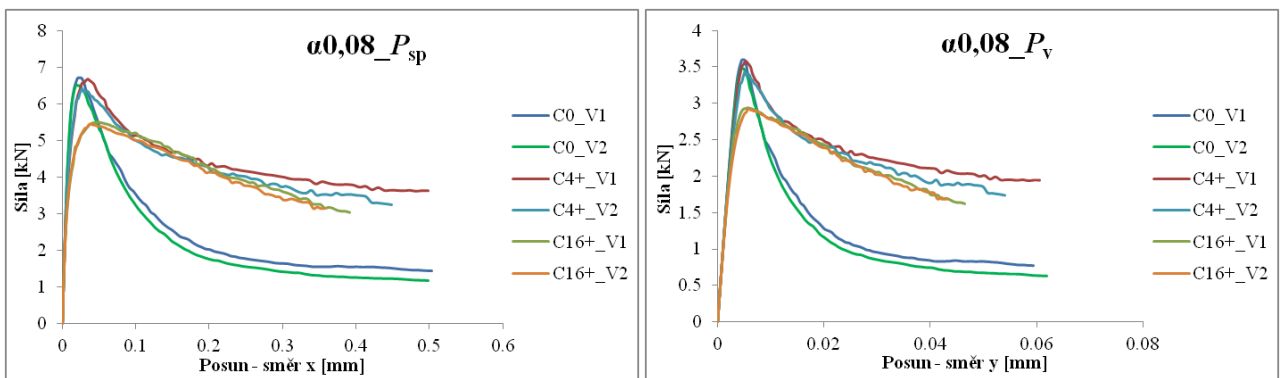 α0,08_Psp
8
7
6
5
4
3
2
1
0
0 0.1 0.2 0.3 0.4 0.5 0.6
Síla [kN]
Posun - směr x [mm]
C0_V1
C0_V2
C4+_V1
C4+_V2
C16+_V1
C16+_V2
α0,08_Pv
4
3.5
3
2.5
2
1.5
1
0.5
0
0 0.02 0.04 0.06 0.08
Síla [kN]
Posun - směr y [mm]
C0_V1
C0_V2
C4+_V1
C4+_V2
C16+_V1
C16+_V2